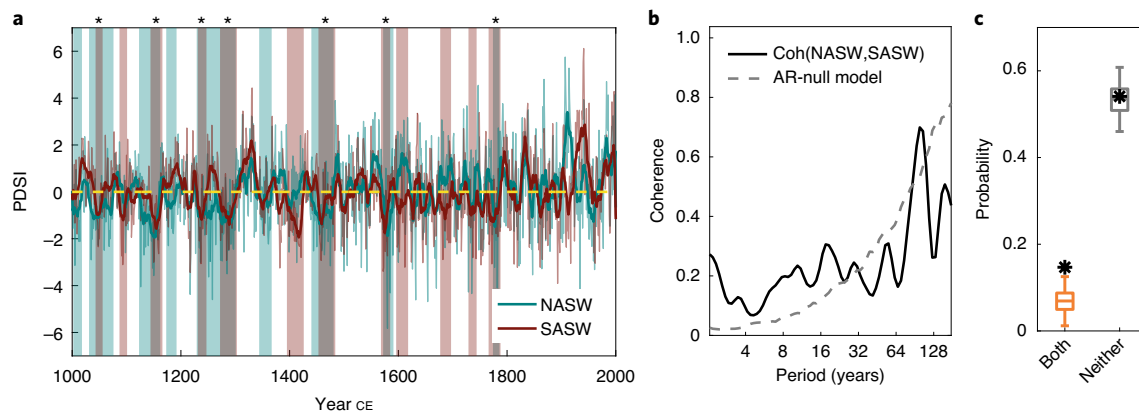 a
* * * * * * *
6
4
2
0
−2
−4
−6
PDSI
NASW
SASW
1000 1200 1400 1600 1800 2000
Year CE
b
1.0
0.8
0.6
0.4
0.2
0
Coherence
Coh(NASW,SASW)
AR-null model
4 8 16 32 64 128
Period (years)
c
0.6
0.4
0.2
0
Probability
Both
Neither